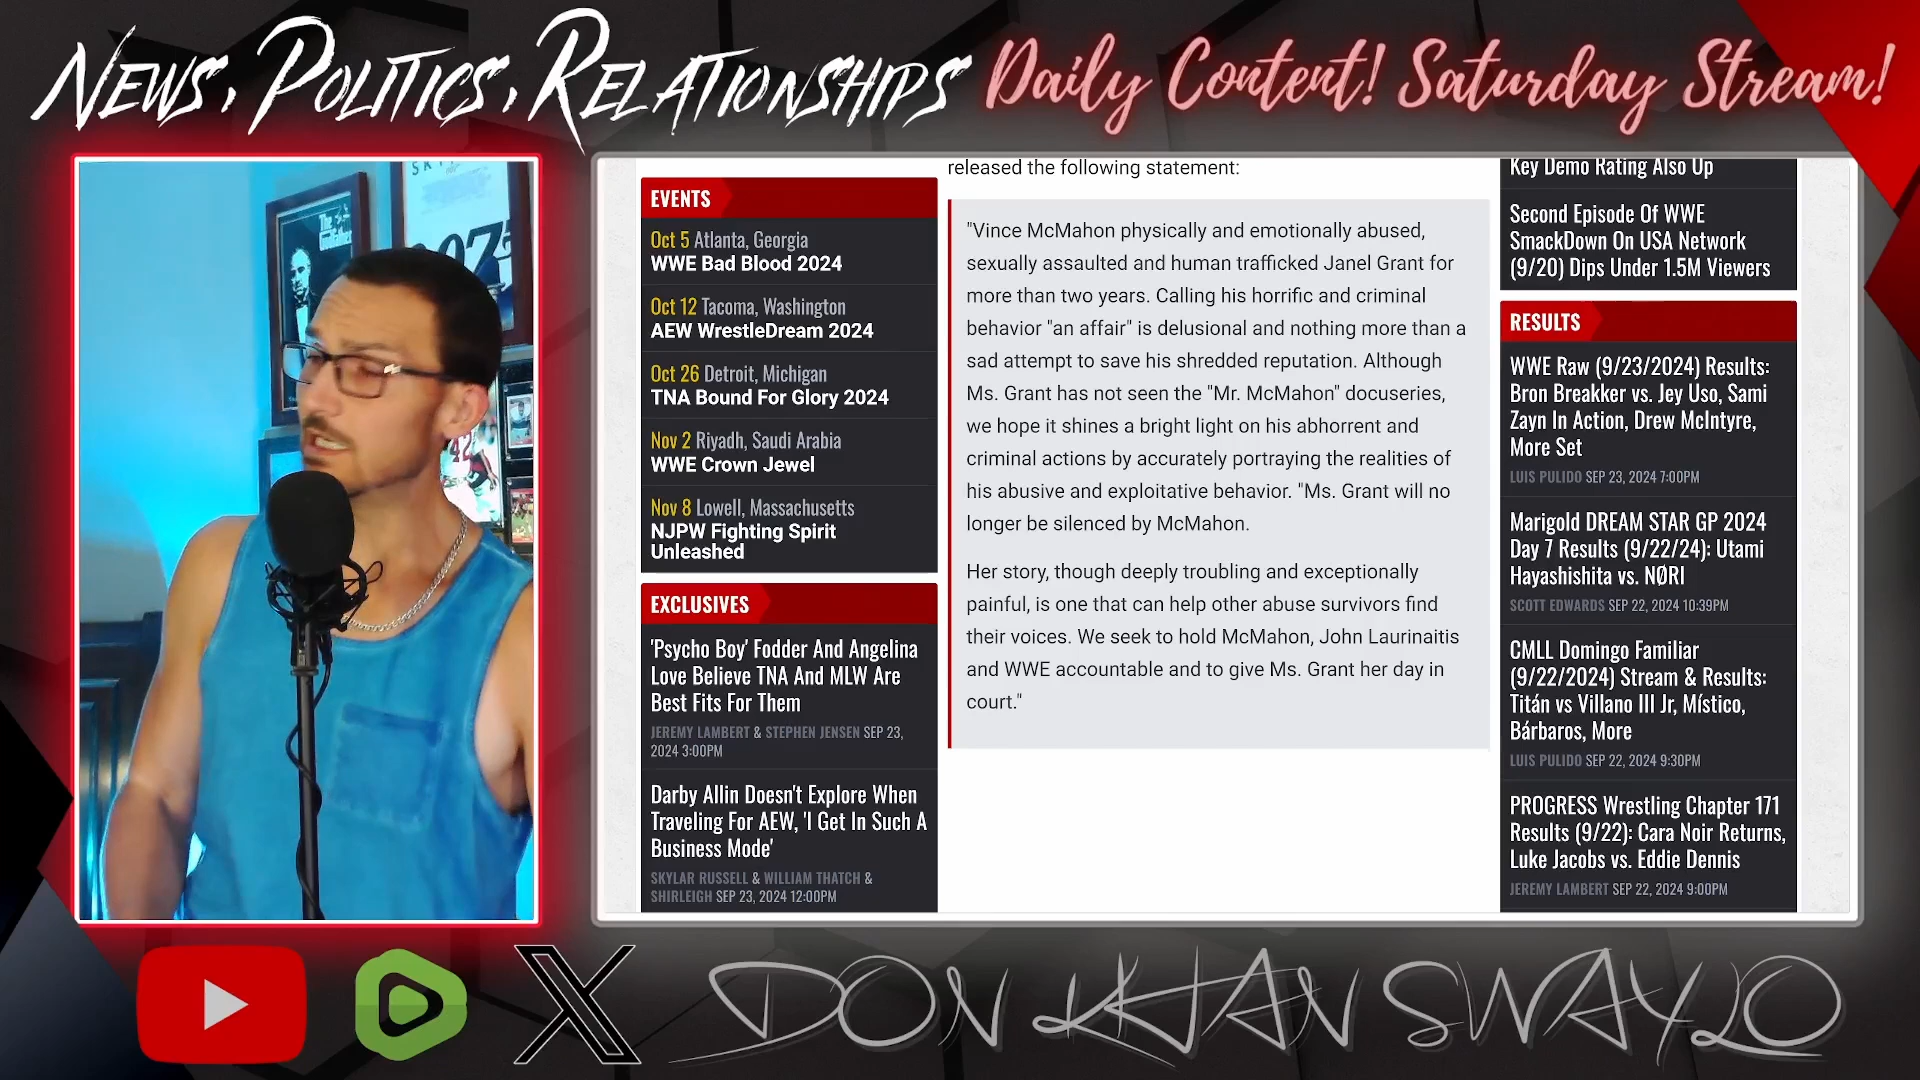 NEWS, POLITICS, RELATIONSHIPS Daily Content! Saturday Stream!
The
Godfather
007
42
EVENTS
Oct 5 Atlanta, Georgia
WWE Bad Blood 2024
Oct 12 Tacoma, Washington
AEW WrestleDream 2024
Oct 26 Detroit, Michigan
TNA Bound For Glory 2024
Nov 2 Riyadh, Saudi Arabia
WWE Crown Jewel
Nov 8 Lowell, Massachusetts
NJPW Fighting Spirit
Unleashed
EXCLUSIVES
'Psycho Boy' Fodder And Angelina
Love Believe TNA And MLW Are
Best Fits For Them
JEREMY LAMBERT & STEPHEN JENSEN SEP 23,
2024 3:00PM
Darby Allin Doesn't Explore When
Traveling For AEW, 'I Get In Such A
Business Mode'
SKYLAR RUSSELL & WILLIAM THATCH &
SHIRLEIGH SEP 23, 2024 12:00PM
released the following statement:
"Vince McMahon physically and emotionally abused,
sexually assaulted and human trafficked Janel Grant for
more than two years. Calling his horrific and criminal
behavior "an affair" is delusional and nothing more than a
sad attempt to save his shredded reputation. Although
Ms. Grant has not seen the "Mr. McMahon" docuseries,
we hope it shines a bright light on his abhorrent and
criminal actions by accurately portraying the realities of
his abusive and exploitative behavior. "Ms. Grant will no
longer be silenced by McMahon.
Her story, though deeply troubling and exceptionally
painful, is one that can help other abuse survivors find
their voices. We seek to hold McMahon, John Laurinaitis
and WWE accountable and to give Ms. Grant her day in
court."
Key Demo Rating Also Up
Second Episode Of WWE
SmackDown On USA Network
(9/20) Dips Under 1.5M Viewers
RESULTS
WWE Raw (9/23/2024) Results:
Bron Breakker vs. Jey Uso, Sami
Zayn In Action, Drew McIntyre,
More Set
LUIS PULIDO SEP 23, 2024 7:00PM
Marigold DREAM STAR GP 2024
Day 7 Results (9/22/24): Utami
Hayashishita vs. NØRI
SCOTT EDWARDS SEP 22, 2024 10:39PM
CMLL Domingo Familiar
(9/22/2024) Stream & Results:
Titán vs Villano III Jr, Místico,
Bárbaros, More
LUIS PULIDO SEP 22, 2024 9:30PM
PROGRESS Wrestling Chapter 171
Results (9/22): Cara Noir Returns,
Luke Jacobs vs. Eddie Dennis
JEREMY LAMBERT SEP 22, 2024 9:00PM
X DON KHAN SWAYLO